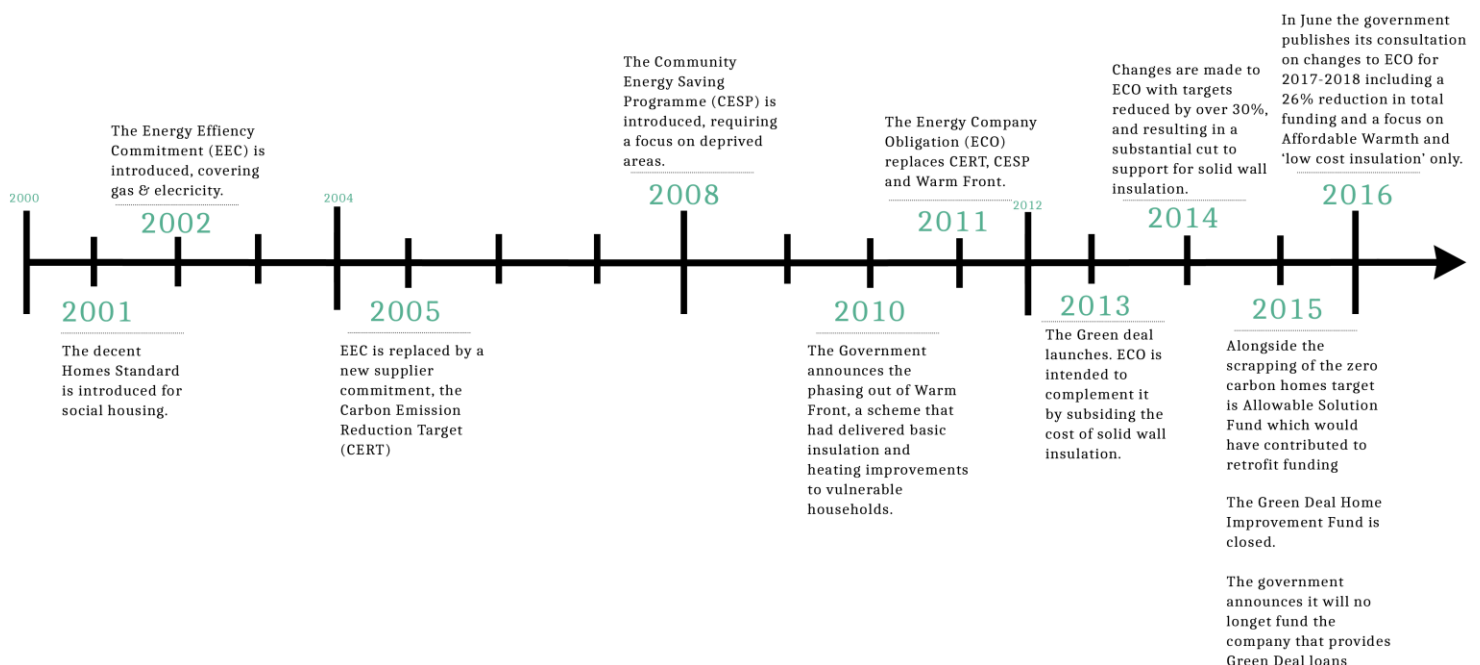 2000
The Energy Effiency
Commitment (EEC) is
introduced, covering
gas & elecricity.
2002
2004
The Community
Energy Saving
Programme (CESP) is
introduced, requiring
a focus on deprived
areas.
2008
The Energy Company
Obligation (ECO)
replaces CERT, CESP
and Warm Front.
2011
2012
Changes are made to
ECO with targets
reduced by over 30%,
and resulting in a
substantial cut to
support for solid wall
insulation.
2014
In June the government
publishes its consultation
on changes to ECO for
2017-2018 including a
26% reduction in total
funding and a focus on
Affordable Warmth and
‘low cost insulation’ only.
2016
2001
The decent
Homes Standard
is introduced for
social housing.
2005
EEC is replaced by a
new supplier
commitment, the
Carbon Emission
Reduction Target
(CERT)
2010
The Government
announces the
phasing out of Warm
Front, a scheme that
had delivered basic
insulation and
heating improvements
to vulnerable
households.
2013
The Green deal
launches. ECO is
intended to
complement it
by subsiding the
cost of solid wall
insulation.
2015
Alongside the
scrapping of the zero
carbon homes target
is Allowable Solution
Fund which would
have contributed to
retrofit funding
The Green Deal Home
Improvement Fund is
closed.
The government
announces it will no
longet fund the
company that provides
Green Deal loans